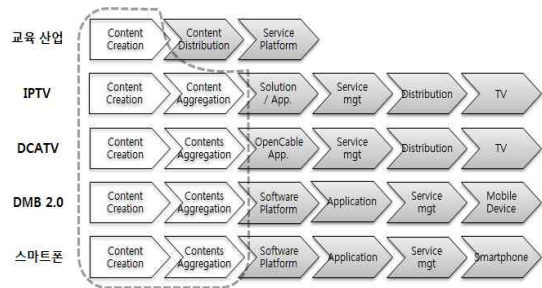 교육 산업
Content Creation
Content Distribution
Service Platform
IPTV
Content Creation
Content Aggregation
Solution / App.
Service mgt
Distribution
TV
DCATV
Content Creation
Contents Aggregation
OpenCable App.
Service mgt
Distribution
TV
DMB 2.0
Content Creation
Contents Aggregation
Software Platform
Application
Service mgt
Mobile Device
스마트폰
Content Creation
Contents Aggregation
Software Platform
Application
Service mgt
Smartphone